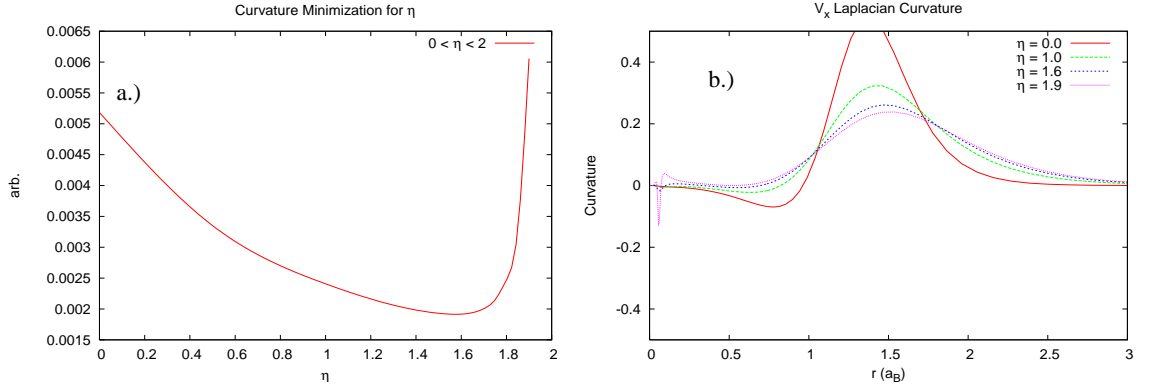 Curvature Minimization for η
0.0065
0.006
0.0055
0.005
0.0045
0.004
0.0035
0.003
0.0025
0.002
0.0015
arb.
a.)
0 < η < 2
0 0.2 0.4 0.6 0.8 1 1.2 1.4 1.6 1.8 2
η
Vₓ Laplacian Curvature
0.4
0.2
0
-0.2
-0.4
Curvature
b.)
η = 0.0
η = 1.0
η = 1.6
η = 1.9
0 0.5 1 1.5 2 2.5 3
r (a_B)